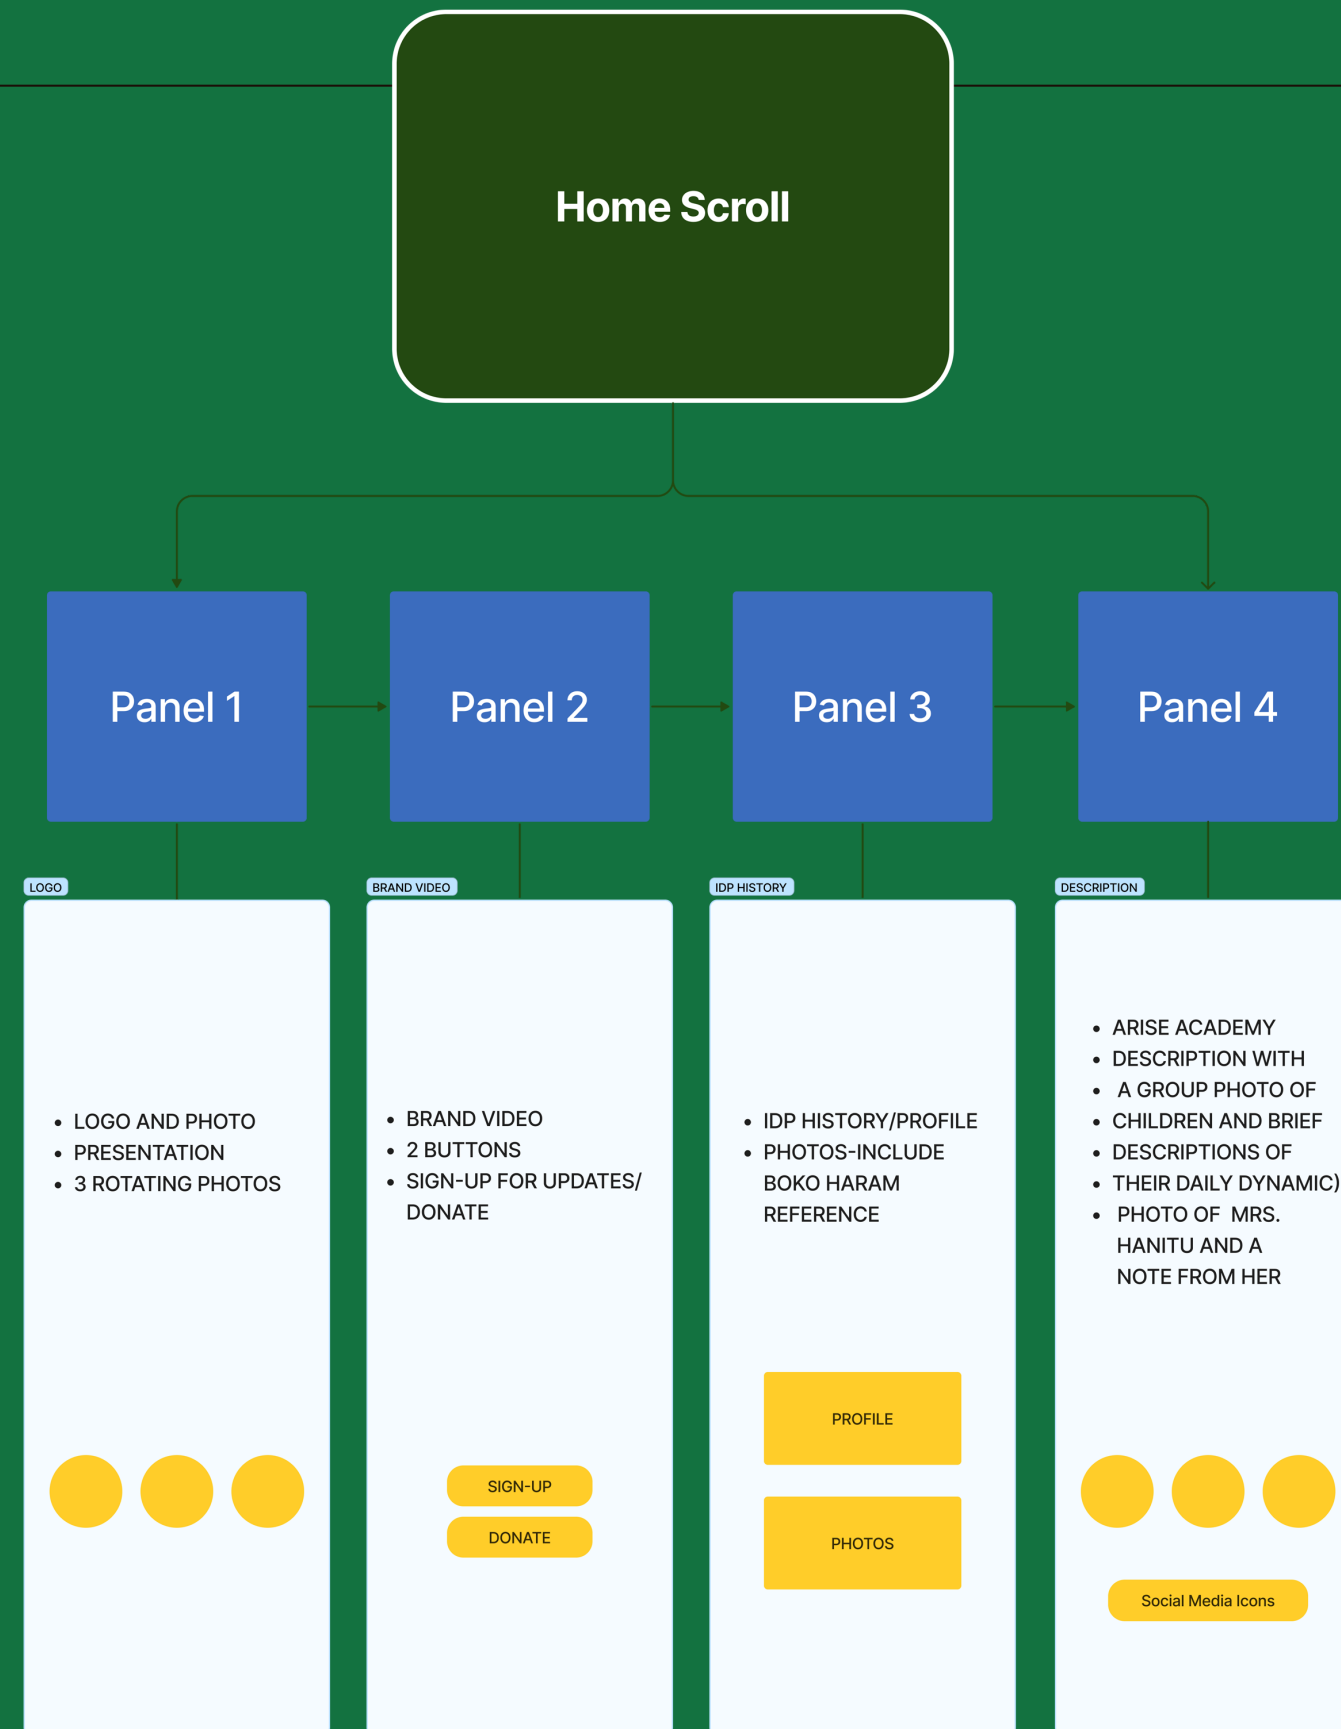 Home Scroll
Panel 1
Panel 2
Panel 3
Panel 4
LOGO
• LOGO AND PHOTO
• PRESENTATION
• 3 ROTATING PHOTOS
BRAND VIDEO
• BRAND VIDEO
• 2 BUTTONS
• SIGN-UP FOR UPDATES/
DONATE
SIGN-UP
DONATE
IDP HISTORY
• IDP HISTORY/PROFILE
• PHOTOS-INCLUDE
BOKO HARAM
REFERENCE
PROFILE
PHOTOS
DESCRIPTION
• ARISE ACADEMY
• DESCRIPTION WITH
• A GROUP PHOTO OF
• CHILDREN AND BRIEF
• DESCRIPTIONS OF
• THEIR DAILY DYNAMIC)
• PHOTO OF MRS.
HANITU AND A
NOTE FROM HER
Social Media Icons